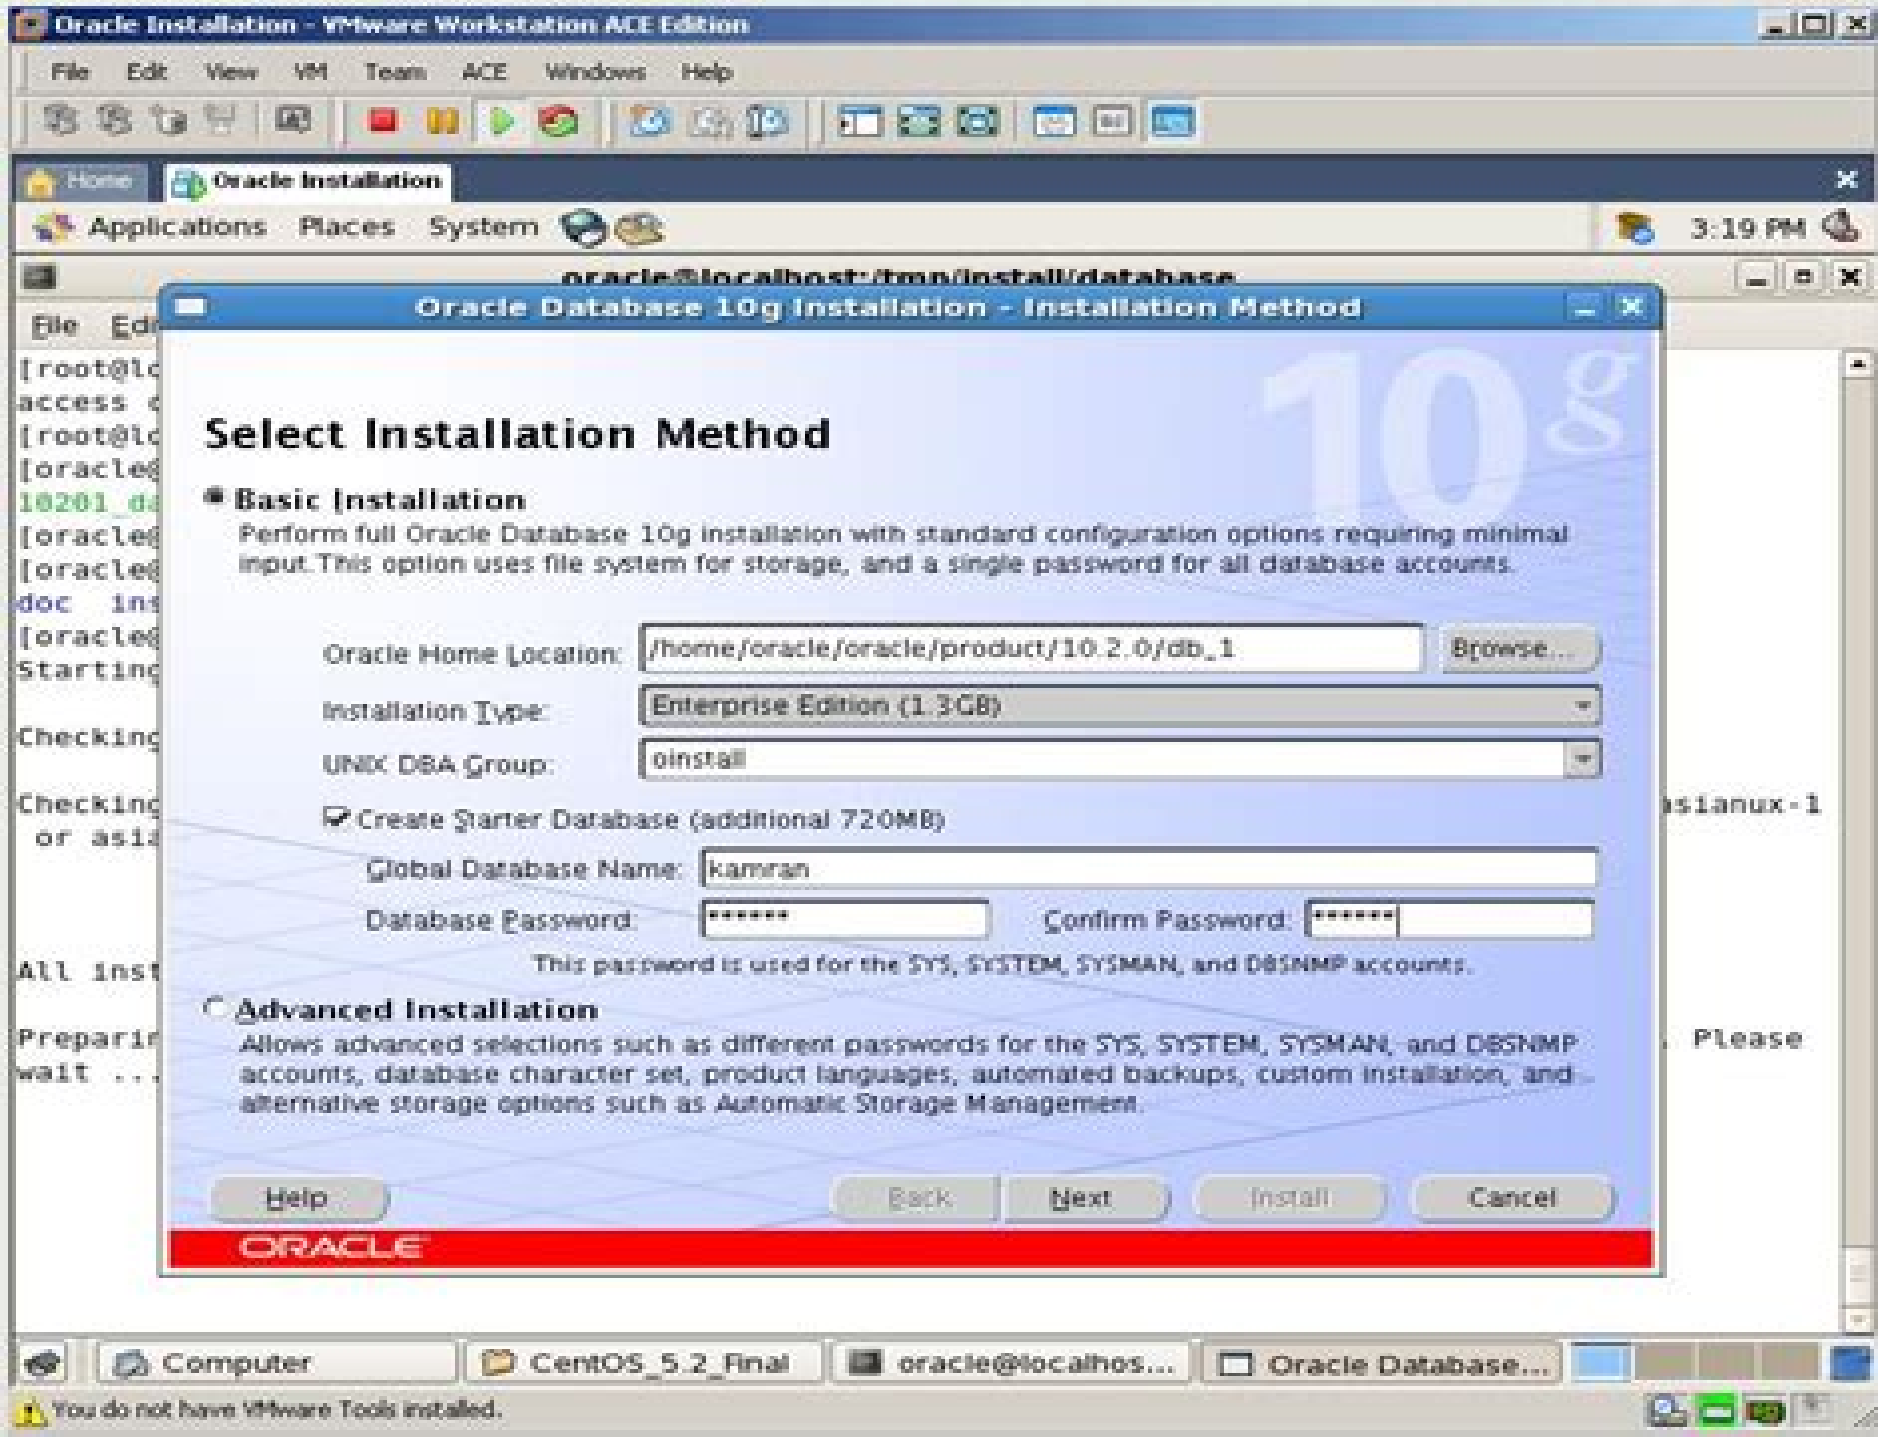 Oracle Installation - VMware Workstation ACE Edition
File Edit View VM Team ACE Windows Help
Home Oracle Installation
Applications Places System 3:19 PM
oracle@localhost:/tmp/install/database
Oracle Database 10g Installation - Installation Method
File Edi
10g
[root@lo
access c
[root@lo
[oracle@
10201_da
[oracle@
[oracle@
doc ins
[oracle@
Starting
Checking
Checking asianux-1
or asia
All inst
Preparin . Please
wait ...
Select Installation Method
Basic Installation
Perform full Oracle Database 10g installation with standard configuration options requiring minimal
input. This option uses file system for storage, and a single password for all database accounts.
Oracle Home Location: /home/oracle/oracle/product/10.2.0/db_1 Browse...
Installation Type: Enterprise Edition (1.3GB)
UNIX DBA Group: oinstall
Create Starter Database (additional 720MB)
Global Database Name: kamran
Database Password: ****** Confirm Password: ******
This password is used for the SYS, SYSTEM, SYSMAN, and DBSNMP accounts.
Advanced Installation
Allows advanced selections such as different passwords for the SYS, SYSTEM, SYSMAN, and DBSNMP
accounts, database character set, product languages, automated backups, custom installation, and
alternative storage options such as Automatic Storage Management.
Help Back Next Install Cancel
ORACLE
Computer CentOS_5.2_Final oracle@localhos... Oracle Database...
You do not have VMware Tools installed.